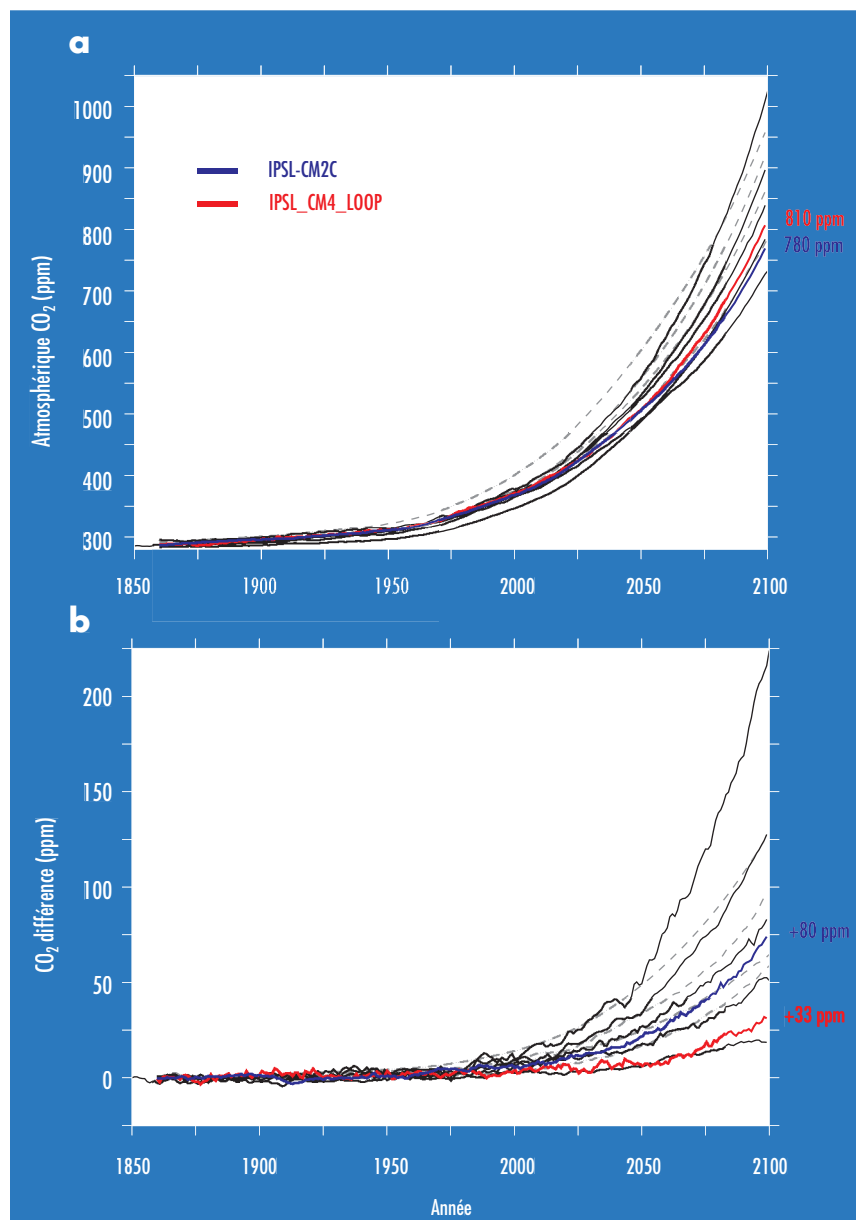 a
Atmosphérique CO2 (ppm)
1000
900
800
700
600
500
400
300
IPSL-CM2C
IPSL_CM4_LOOP
810 ppm
780 ppm
1850 1900 1950 2000 2050 2100
b
CO2 différence (ppm)
200
150
100
50
0
+80 ppm
+33 ppm
1850 1900 1950 2000 2050 2100
Année